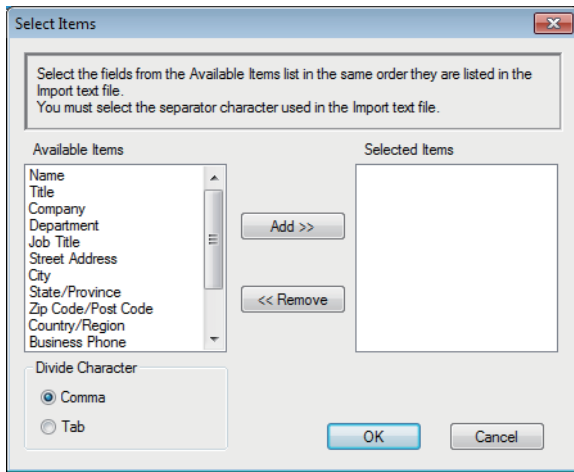 Select Items
Select the fields from the Available Items list in the same order they are listed in the
Import text file.
You must select the separator character used in the Import text file.
Available Items
Selected Items
Name
Title
Company
Department
Job Title
Street Address
City
State/Province
Zip Code/Post Code
Country/Region
Business Phone
Add >>
<< Remove
Divide Character
Comma
Tab
OK
Cancel